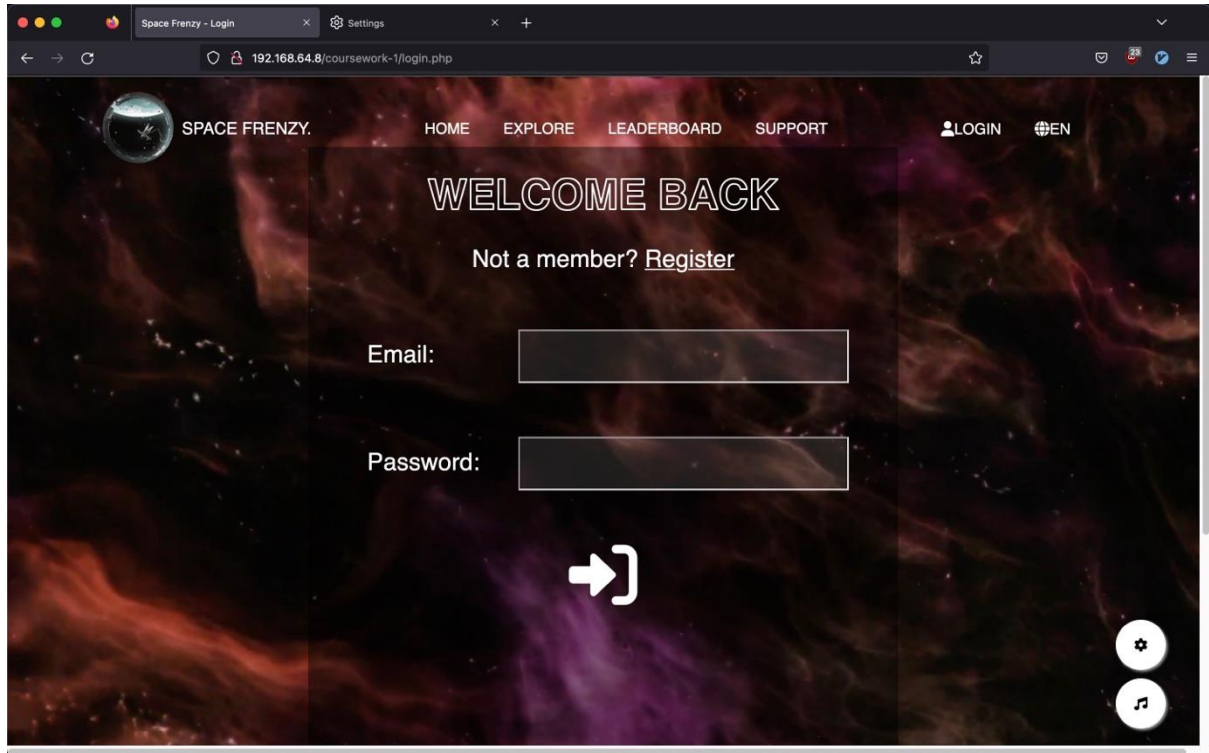 Space Frenzy - Login
Settings
192.168.64.8/coursework-1/login.php
23
SPACE FRENZY. HOME EXPLORE LEADERBOARD SUPPORT LOGIN EN
WELCOME BACK
Not a member? Register
Email:
Password: